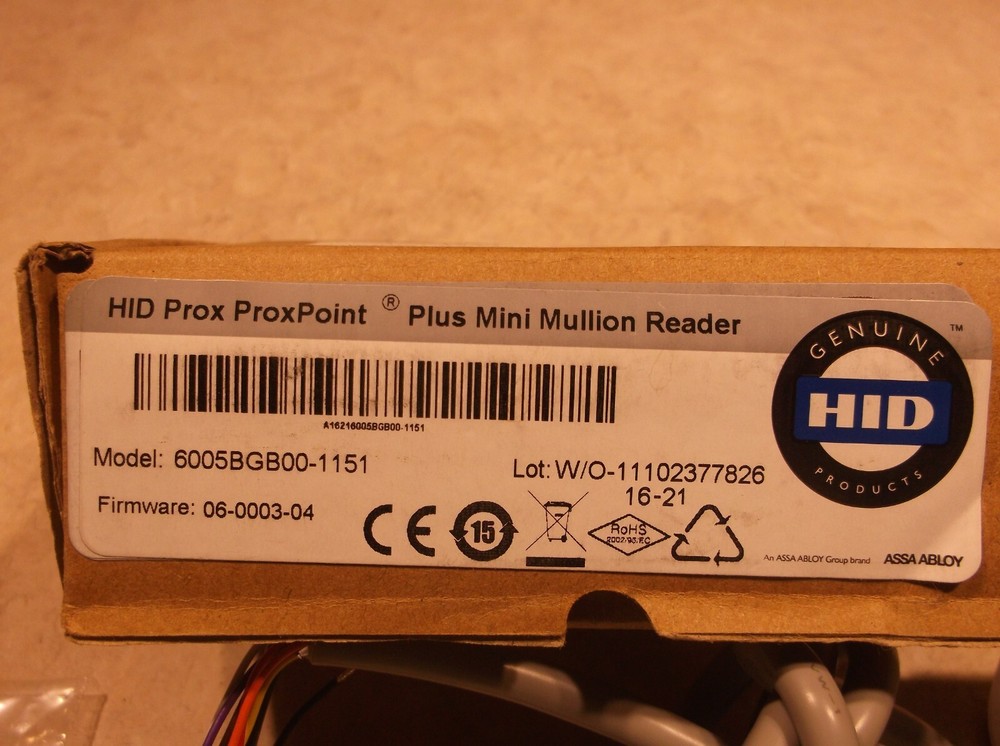 HID Prox ProxPoint ® Plus Mini Mullion Reader
GENUINE
HID
PRODUCTS
™
A16216005BGB00-1151
Model: 6005BGB00-1151
Lot: W/O-11102377826
16-21
Firmware: 06-0003-04
CE
15
RoHS
2002/95/EC
An ASSA ABLOY Group brand
ASSA ABLOY